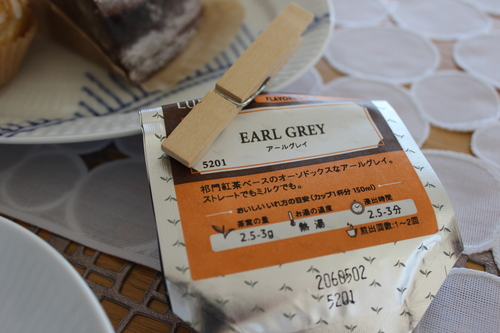 EARL GREY
アールグレイ
5201
祁門紅茶ベースのオーソドックスなアールグレイ。
ストレートでもミルクでも。
おいしいいれ方の目安(カップ1杯分 150ml)
茶葉の量 お湯の温度 浸出時間
2.5-3g 熱湯 2.5-3分
煎出回数:1〜2回
2060502
5201